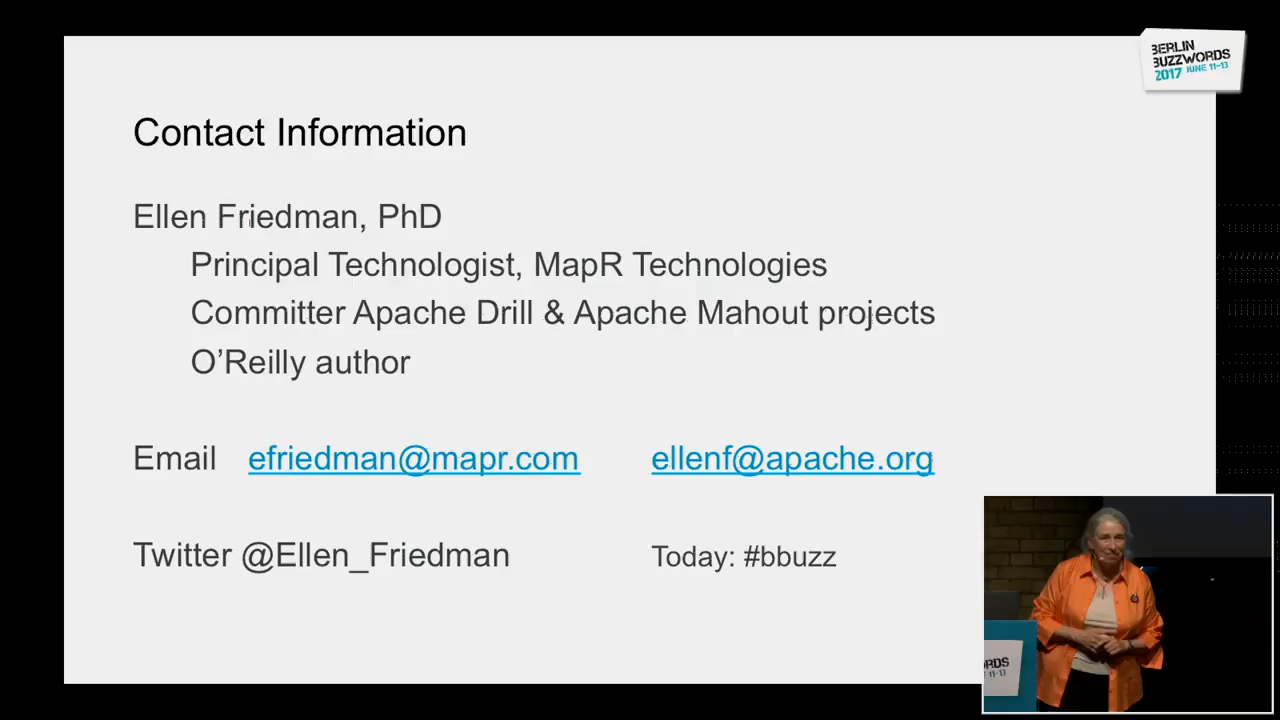 BERLIN
BUZZWORDS
2017 JUNE 11-13
Contact Information
Ellen Friedman, PhD
Principal Technologist, MapR Technologies
Committer Apache Drill & Apache Mahout projects
O’Reilly author
Email efriedman@mapr.com ellenf@apache.org
Twitter @Ellen_Friedman Today: #bbuzz